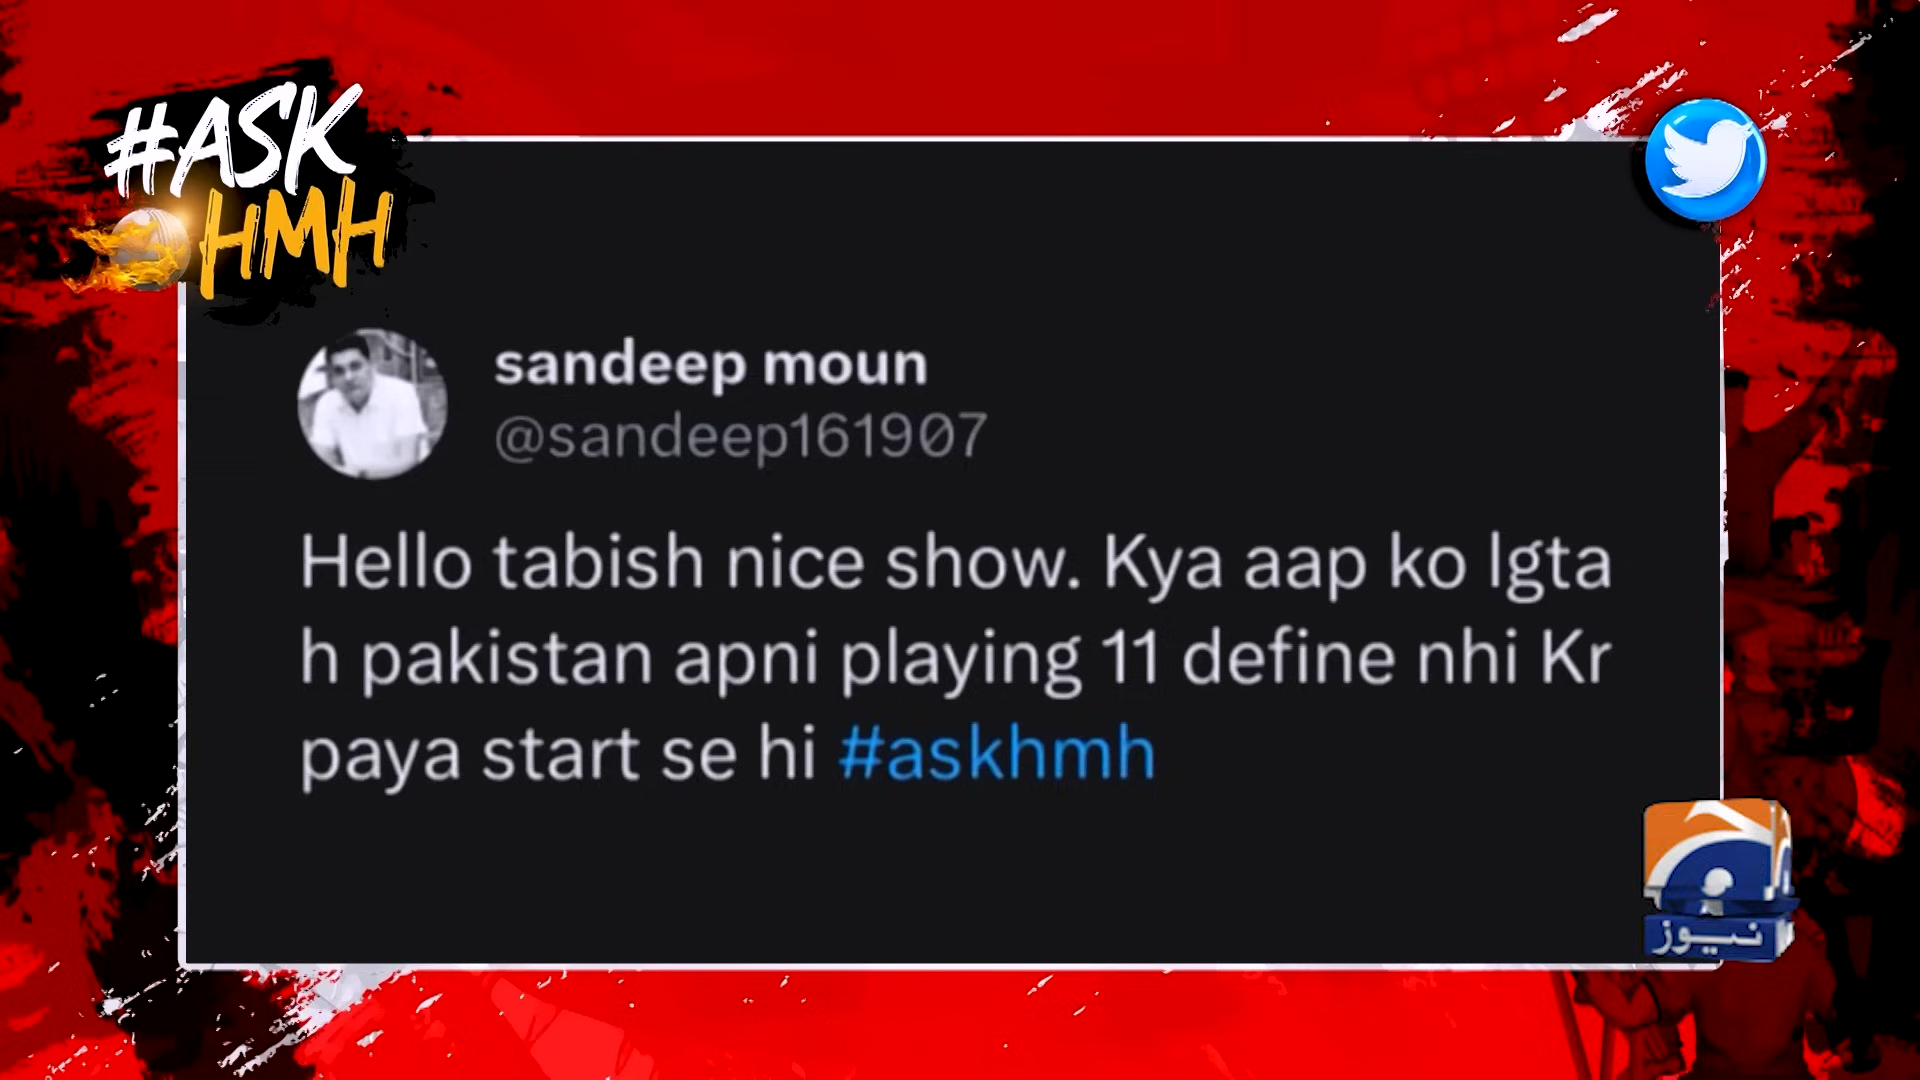 #ASK
HMH
sandeep moun
@sandeep161907
Hello tabish nice show. Kya aap ko lgta
h pakistan apni playing 11 define nhi Kr
paya start se hi #askhmh
نیوز